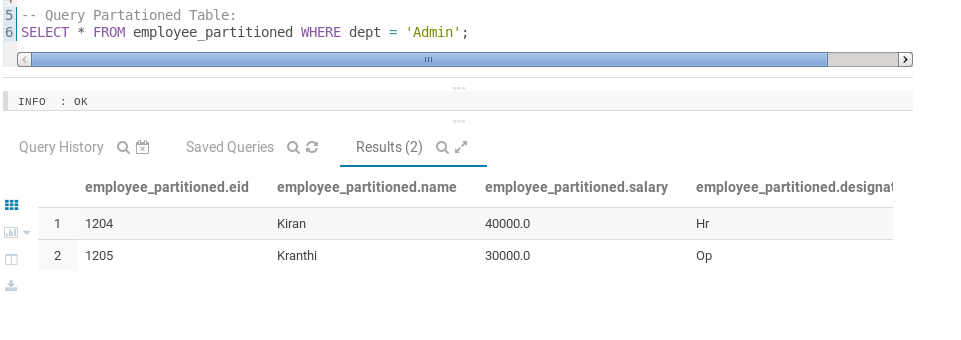 5 -- Query Partationed Table:
6 SELECT * FROM employee_partitioned WHERE dept = 'Admin';
INFO : OK
Query History Saved Queries Results (2)
employee_partitioned.eid employee_partitioned.name employee_partitioned.salary employee_partitioned.designat
1 1204 Kiran 40000.0 Hr
2 1205 Kranthi 30000.0 Op